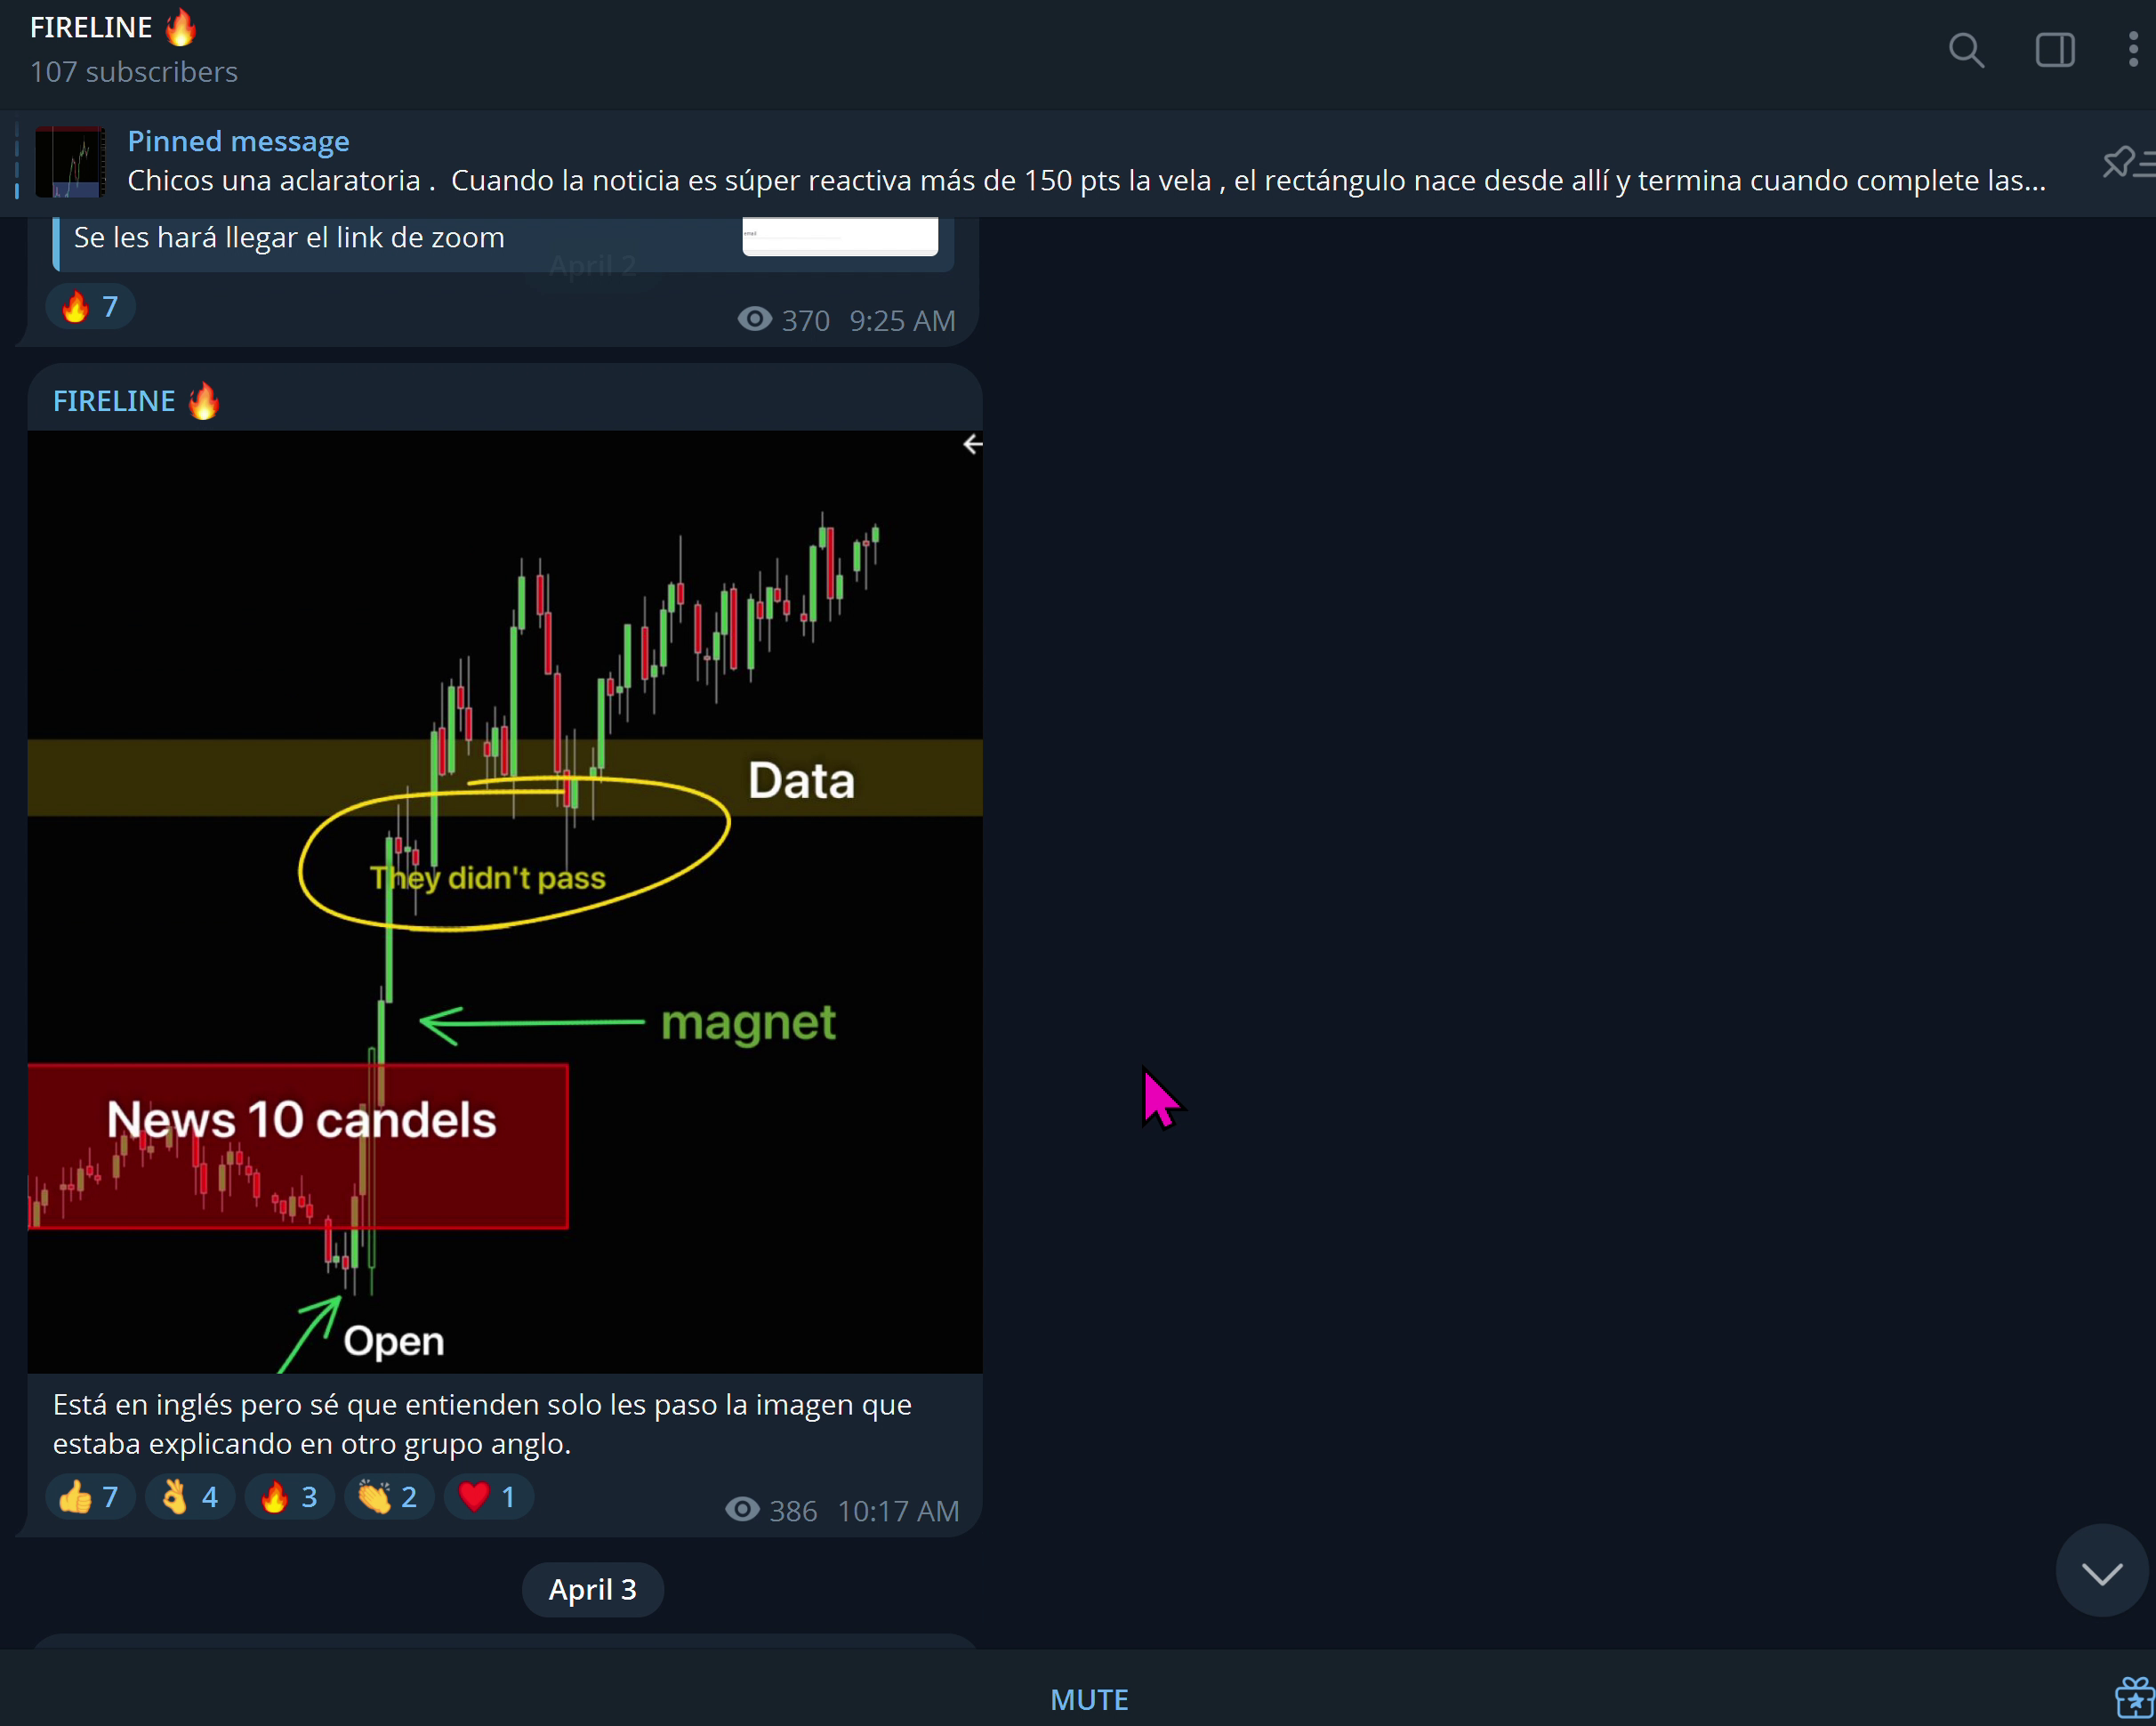 FIRELINE 🔥
107 subscribers
Pinned message
Chicos una aclaratoria .  Cuando la noticia es súper reactiva más de 150 pts la vela , el rectángulo nace desde allí y termina cuando complete las...
Se les hará llegar el link de zoom
email
April 2
🔥 7
370 9:25 AM
FIRELINE 🔥
Data
They didn't pass
magnet
News 10 candels
Open
Está en inglés pero sé que entienden solo les paso la imagen que
estaba explicando en otro grupo anglo.
👍 7 👌 4 🔥 3 👏 2 ❤️ 1
386 10:17 AM
April 3
MUTE